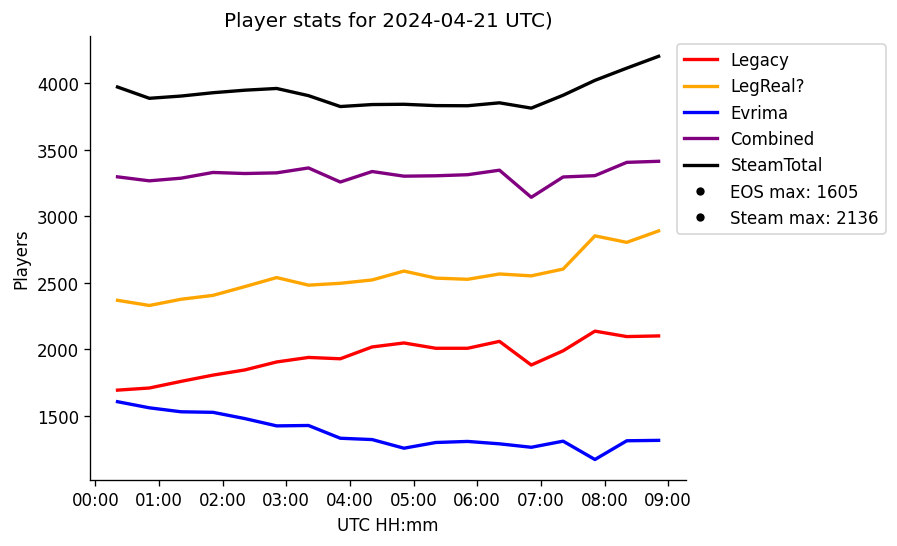 Player stats for 2024-04-21 UTC)
Legacy
LegReal?
Evrima
Combined
SteamTotal
EOS max: 1605
Steam max: 2136
Players
4000
3500
3000
2500
2000
1500
00:00 01:00 02:00 03:00 04:00 05:00 06:00 07:00 08:00 09:00
UTC HH:mm